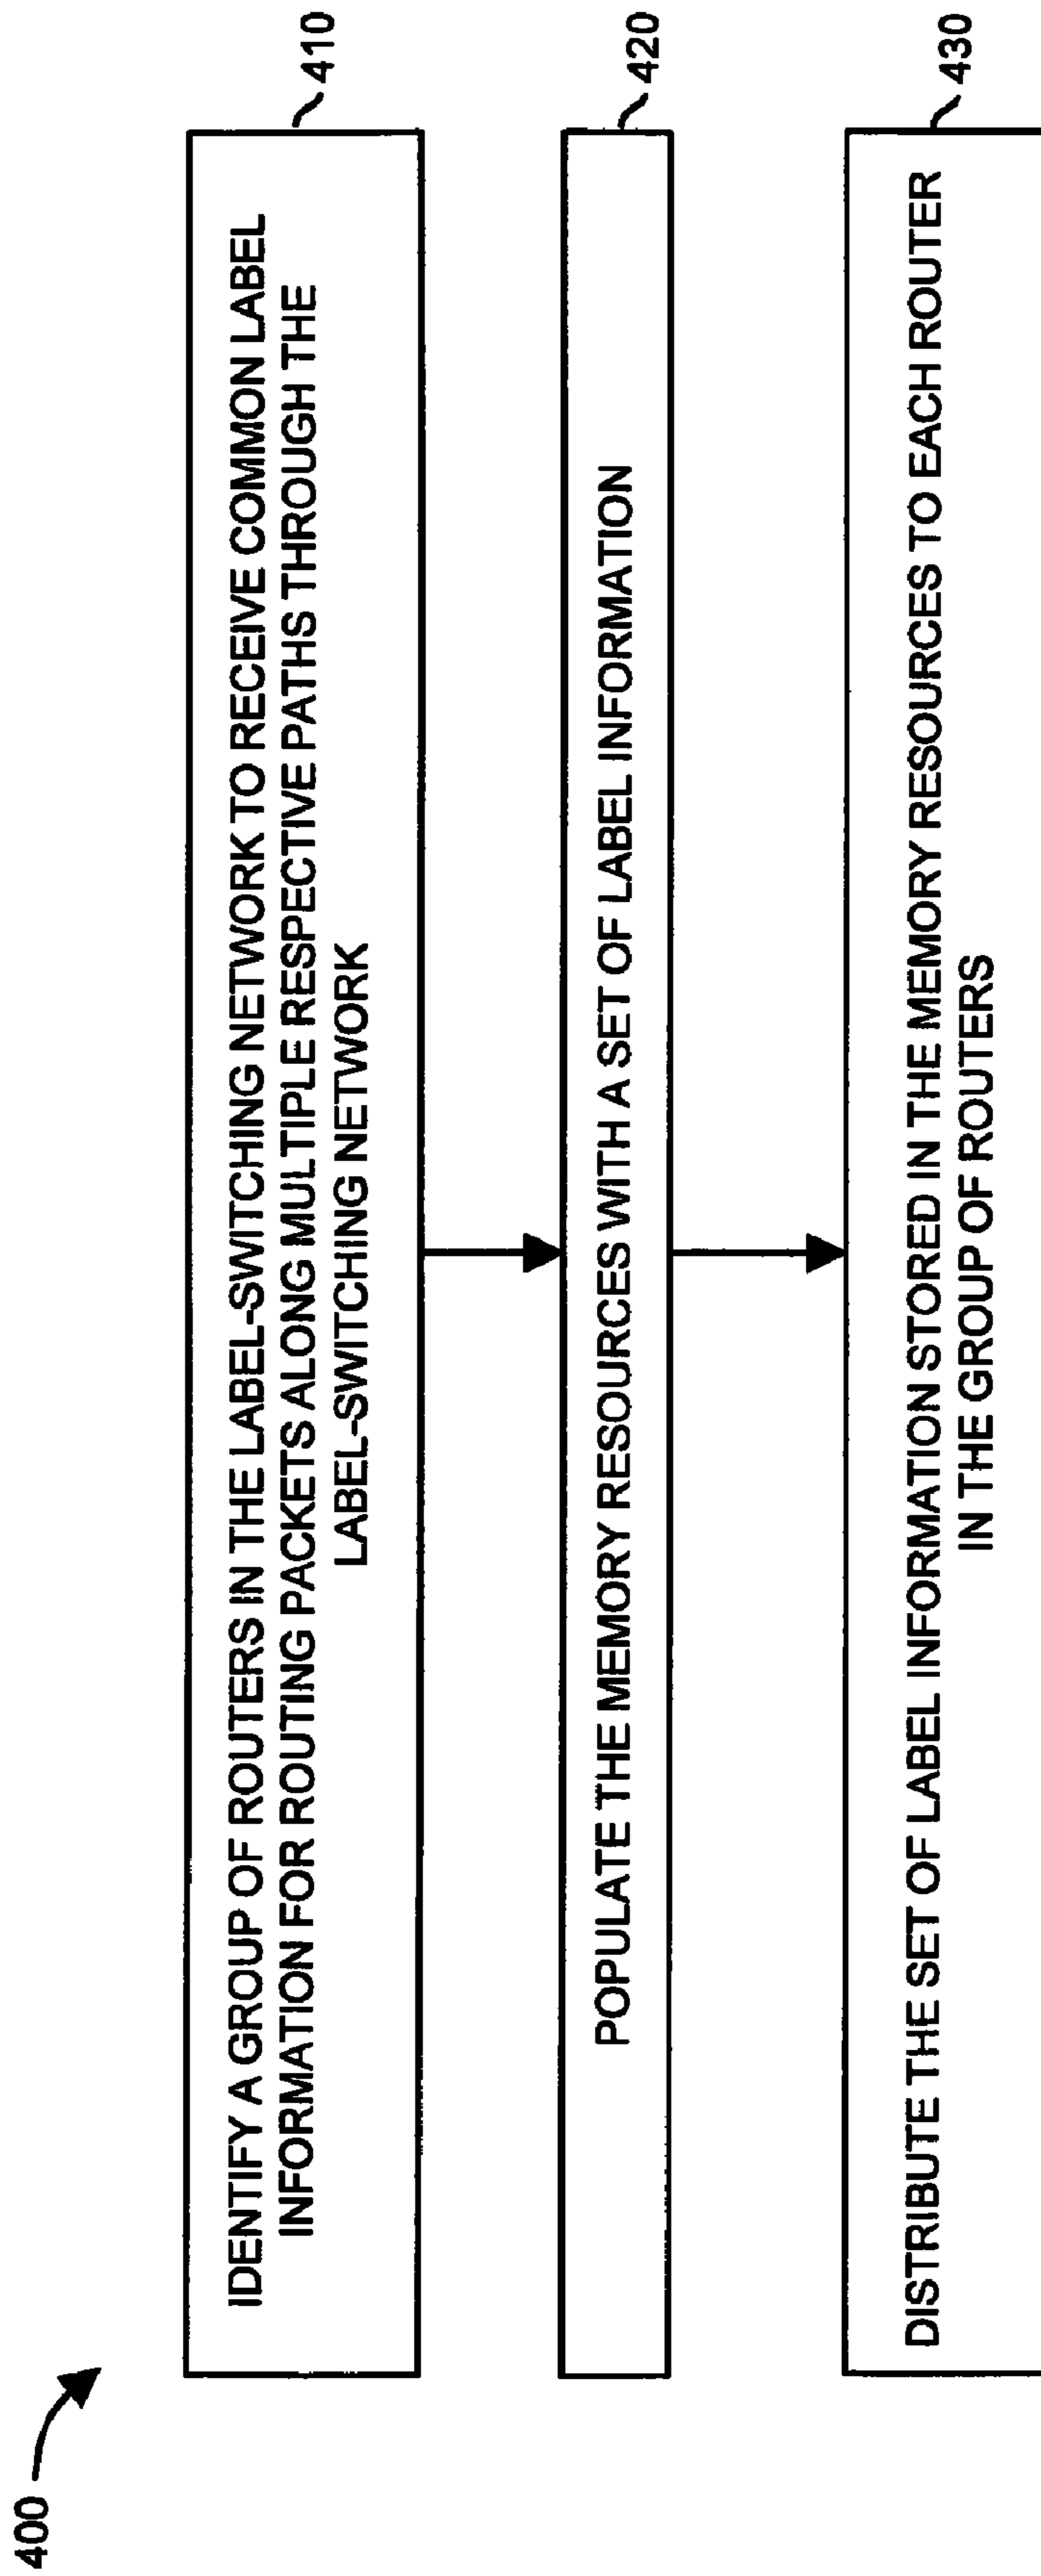 400
IDENTIFY A GROUP OF ROUTERS IN THE LABEL-SWITCHING NETWORK TO RECEIVE COMMON LABEL
INFORMATION FOR ROUTING PACKETS ALONG MULTIPLE RESPECTIVE PATHS THROUGH THE
LABEL-SWITCHING NETWORK
410
POPULATE THE MEMORY RESOURCES WITH A SET OF LABEL INFORMATION
420
DISTRIBUTE THE SET OF LABEL INFORMATION STORED IN THE MEMORY RESOURCES TO EACH ROUTER
IN THE GROUP OF ROUTERS
430